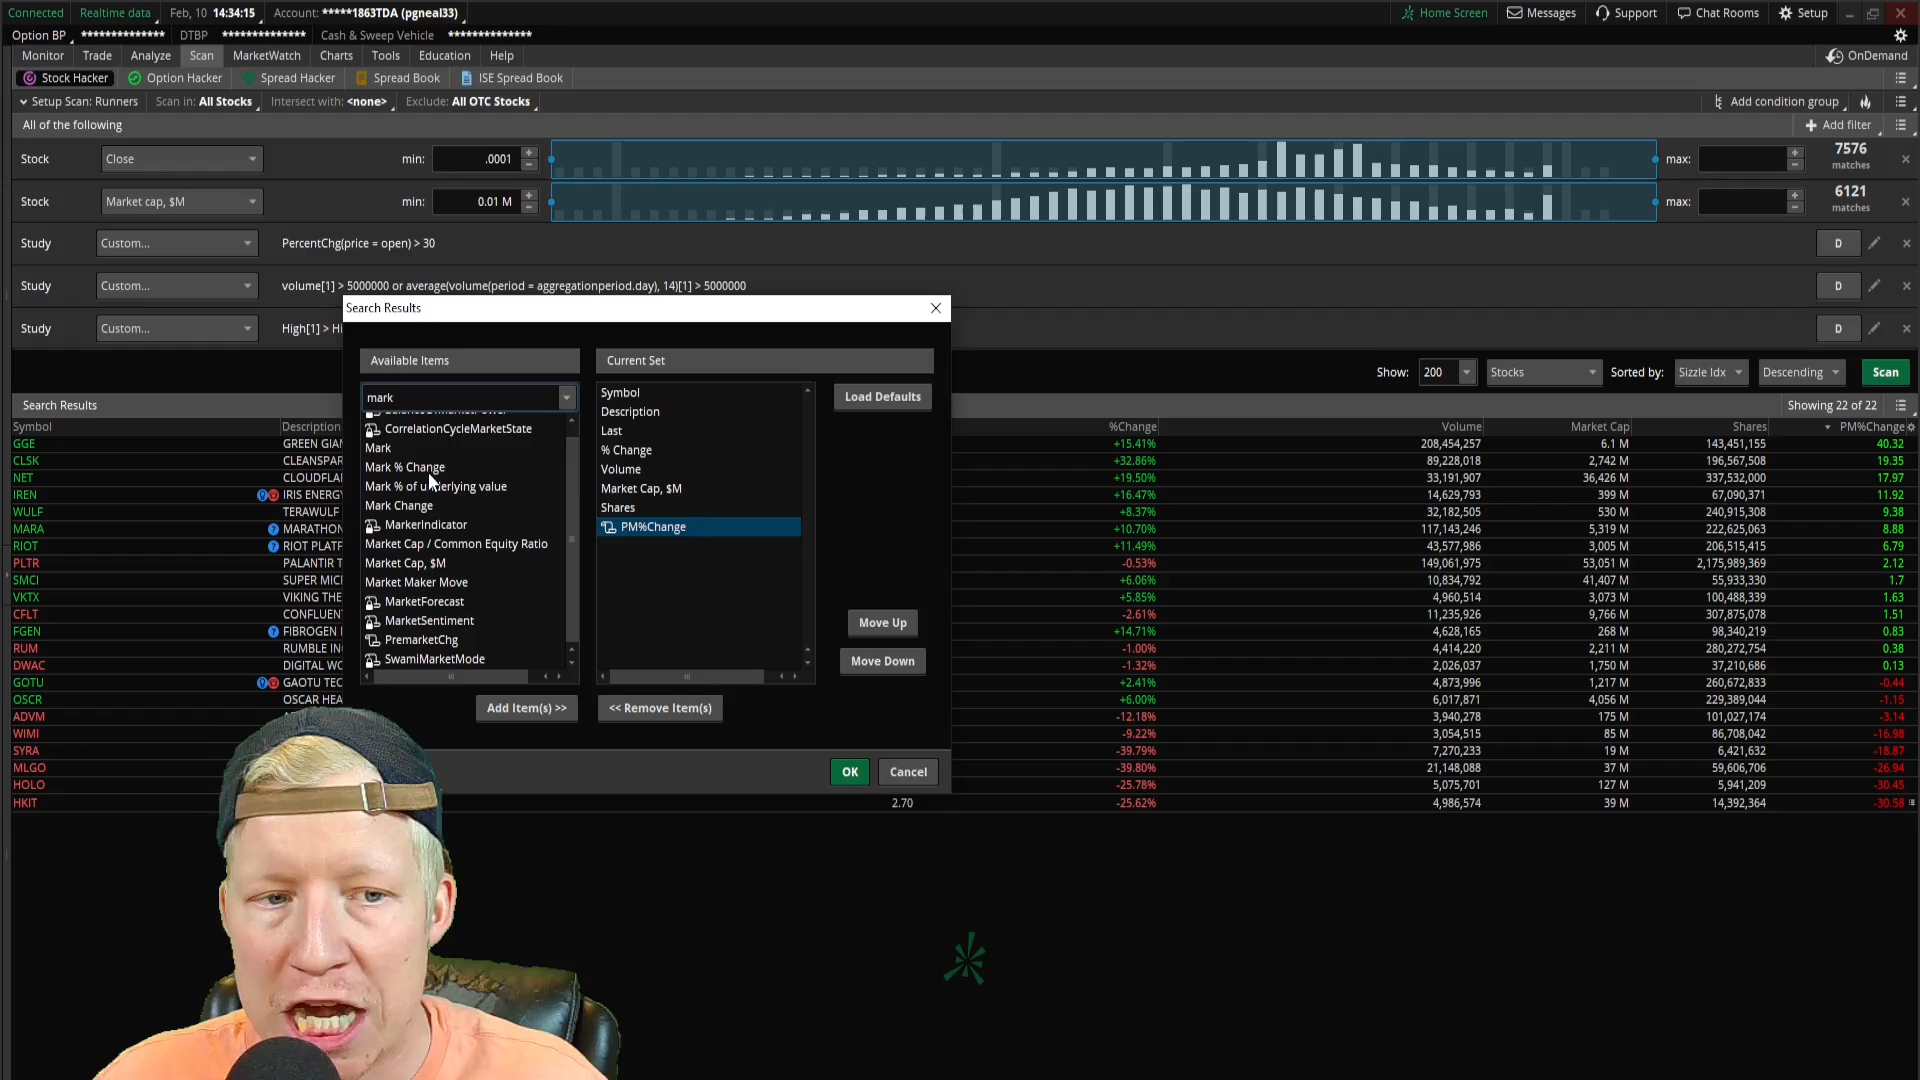 Connected Realtime data Feb, 10 14:34:15 Account: *****1863TDA (pgneal33) Home Screen Messages Support Chat Rooms Setup
Option BP ************** DTBP ************** Cash & Sweep Vehicle **************
Monitor Trade Analyze Scan MarketWatch Charts Tools Education Help OnDemand
Stock Hacker Option Hacker Spread Hacker Spread Book ISE Spread Book
Setup Scan: Runners Scan in: All Stocks Intersect with: <none> Exclude: All OTC Stocks Add condition group
All of the following + Add filter
Stock Close min: .0001 max: 7576 matches
Stock Market cap, $M min: 0.01 M max: 6121 matches
Study Custom... PercentChg(price = open) > 30 D
Study Custom... volume[1] > 5000000 or average(volume(period = aggregationperiod.day), 14)[1] > 5000000 D
Study Custom... High[1] > D
Show: 200 Stocks Sorted by: Sizzle Idx Descending Scan
Search Results Showing 22 of 22
Symbol Description %Change Volume Market Cap Shares PM%Change
GGE GREEN GIA +15.41% 208,454,257 6.1 M 143,451,155 40.32
CLSK CLEANSPAR +32.86% 89,228,018 2,742 M 196,567,508 19.35
NET CLOUDFLA +19.50% 33,191,907 36,426 M 337,532,000 17.97
IREN IRIS ENERGY +16.47% 14,629,793 399 M 67,090,371 11.92
WULF TERAWULF +8.37% 32,182,505 530 M 240,915,308 9.38
MARA MARATHON +10.70% 117,143,246 5,319 M 222,625,063 8.88
RIOT RIOT PLATF +11.49% 43,577,986 3,005 M 206,515,415 6.79
PLTR PALANTIR T -0.53% 149,061,975 53,051 M 2,175,989,369 2.12
SMCI SUPER MIC +6.06% 10,834,792 41,407 M 55,933,330 1.7
VKTX VIKING THE +5.85% 4,960,514 3,073 M 100,488,339 1.63
CFLT CONFLUEN -2.61% 11,235,926 9,766 M 307,875,078 1.51
FGEN FIBROGEN +14.71% 4,628,165 268 M 98,340,219 0.83
RUM RUMBLE IN -1.00% 4,414,220 2,211 M 280,272,754 0.38
DWAC DIGITAL WO -1.32% 2,026,037 1,750 M 37,210,686 0.13
GOTU GAOTU TEC +2.41% 4,873,996 1,217 M 260,672,833 -0.44
OSCR OSCAR HEA +6.00% 6,017,871 4,056 M 229,389,044 -1.15
ADVM -12.18% 3,940,278 175 M 101,027,174 -3.14
WIMI -9.22% 3,054,515 85 M 86,708,042 -16.98
SYRA -39.79% 7,270,233 19 M 6,421,632 -18.87
MLGO -39.80% 21,148,088 37 M 59,606,706 -26.94
HOLO -25.78% 5,075,701 127 M 5,941,209 -30.45
HKIT 2.70 -25.62% 4,986,574 39 M 14,392,364 -30.58
Search Results
Available Items
mark
CorrelationCycleMarketState
Mark
Mark % Change
Mark % of underlying value
Mark Change
MarkerIndicator
Market Cap / Common Equity Ratio
Market Cap, $M
Market Maker Move
MarketForecast
MarketSentiment
PremarketChg
SwamiMarketMode
Add Item(s) >>
Current Set
Symbol
Description
Last
% Change
Volume
Market Cap, $M
Shares
PM%Change
<< Remove Item(s)
Load Defaults
Move Up
Move Down
OK Cancel